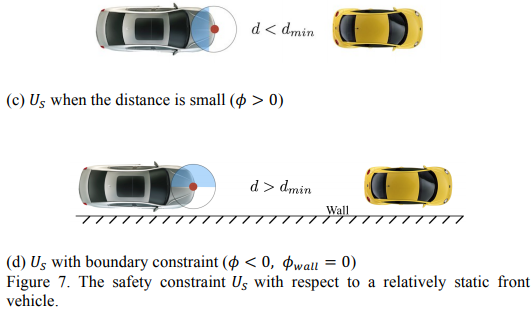 d < dmin
(c) US when the distance is small (ϕ > 0)
d > dmin
Wall
(d) US with boundary constraint (ϕ < 0, ϕwall = 0)
Figure 7. The safety constraint US with respect to a relatively static front
vehicle.